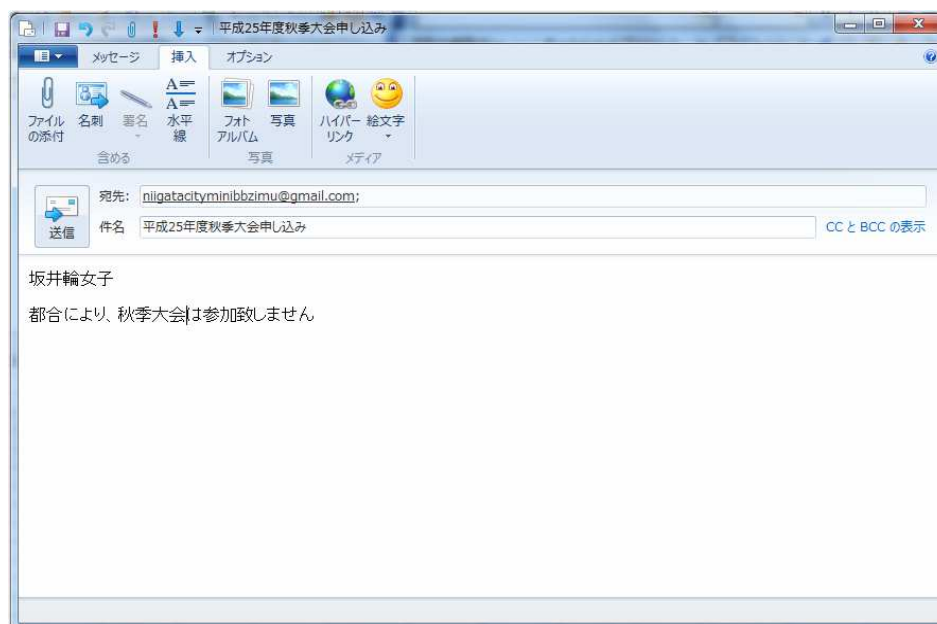 平成25年度秋季大会申し込み
メッセージ 挿入 オプション
ファイルの添付
名刺
署名
水平線
フォトアルバム
写真
ハイパーリンク
絵文字
含める
写真
メディア
宛先: niigatacityminibbzimu@gmail.com;
送信
件名 平成25年度秋季大会申し込み
CC と BCC の表示
坂井輪女子
都合により、秋季大会は参加致しません